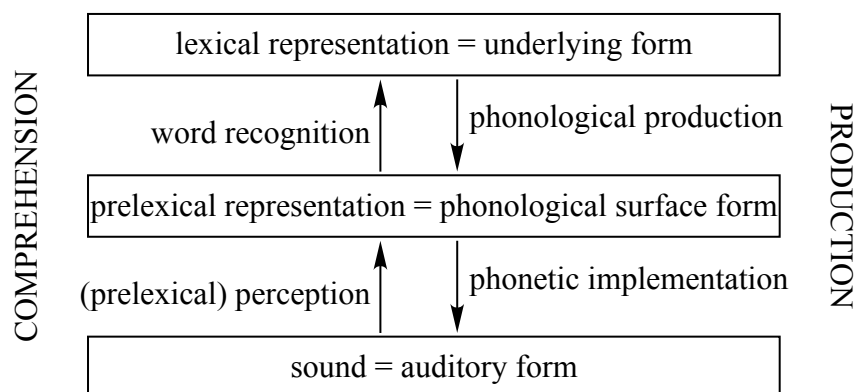 lexical representation = underlying form
COMPREHENSION
word recognition
phonological production
PRODUCTION
prelexical representation = phonological surface form
(prelexical) perception
phonetic implementation
sound = auditory form